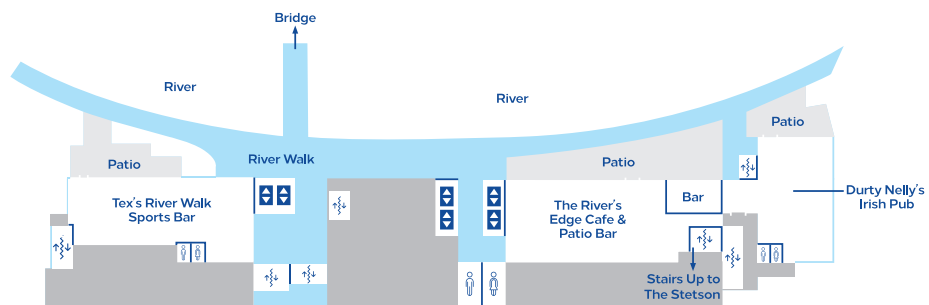 Bridge
River
River
River Walk
Patio
Patio
Patio
Tex's River Walk
Sports Bar
The River's
Edge Cafe &
Patio Bar
Bar
Durty Nelly's
Irish Pub
Stairs Up to
The Stetson